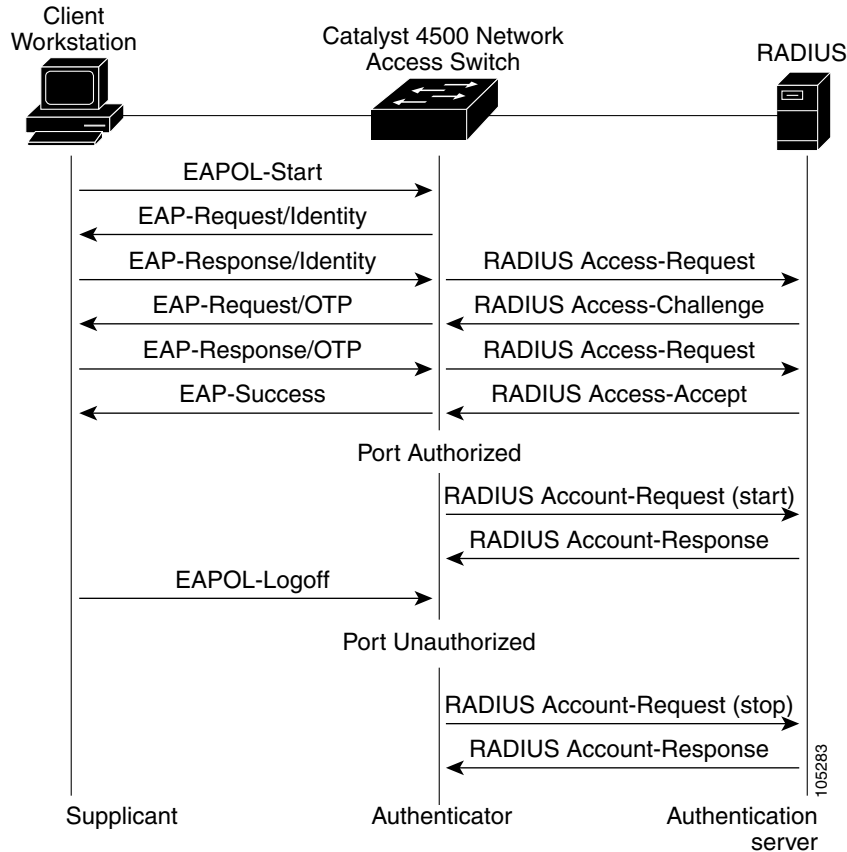 Client
Workstation
Catalyst 4500 Network
Access Switch
RADIUS
EAPOL-Start
EAP-Request/Identity
EAP-Response/Identity
RADIUS Access-Request
EAP-Request/OTP
RADIUS Access-Challenge
EAP-Response/OTP
RADIUS Access-Request
EAP-Success
RADIUS Access-Accept
Port Authorized
RADIUS Account-Request (start)
RADIUS Account-Response
EAPOL-Logoff
Port Unauthorized
RADIUS Account-Request (stop)
RADIUS Account-Response
105283
Supplicant
Authenticator
Authentication
server